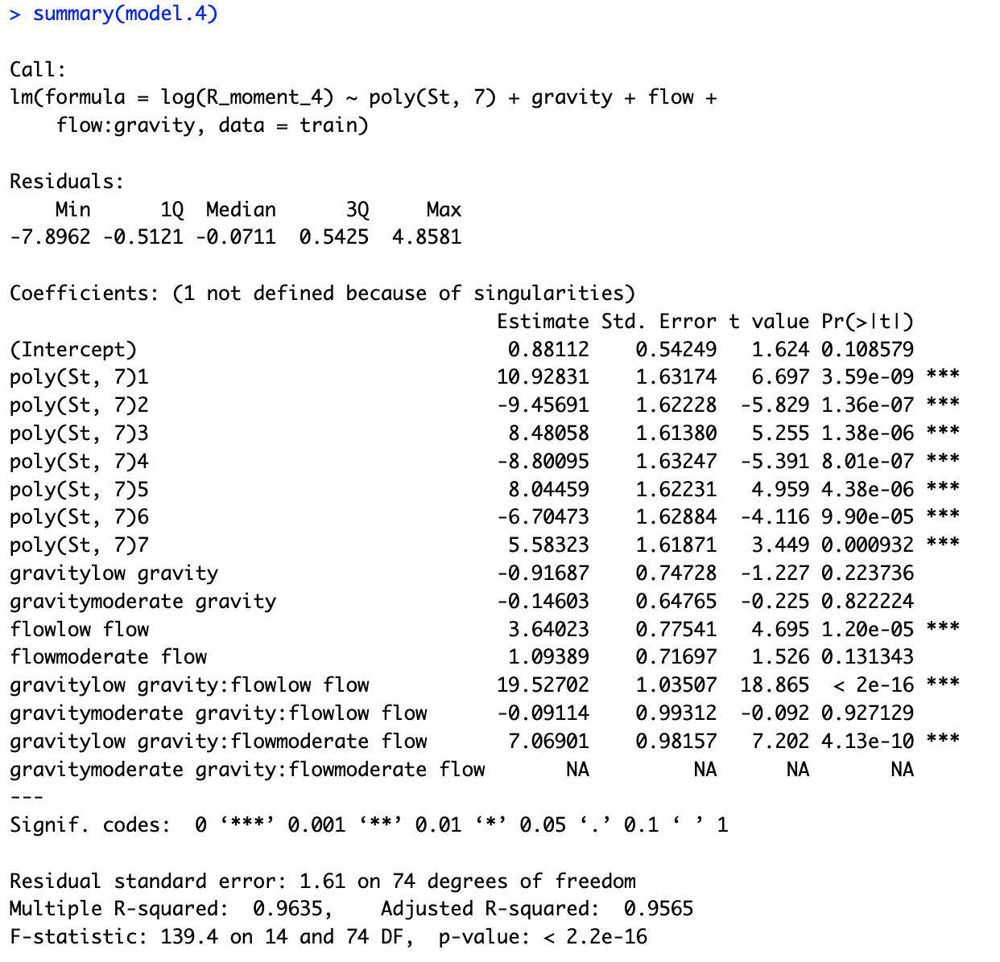 > summary(model.4)
Call:
lm(formula = log(R_moment_4) ~ poly(St, 7) + gravity + flow +
    flow:gravity, data = train)
Residuals:
    Min      1Q  Median      3Q     Max
-7.8962 -0.5121 -0.0711  0.5425  4.8581
Coefficients: (1 not defined because of singularities)
                                          Estimate Std. Error t value Pr(>|t|)
(Intercept)                                0.88112    0.54249   1.624 0.108579
poly(St, 7)1                              10.92831    1.63174   6.697 3.59e-09 ***
poly(St, 7)2                              -9.45691    1.62228  -5.829 1.36e-07 ***
poly(St, 7)3                               8.48058    1.61380   5.255 1.38e-06 ***
poly(St, 7)4                              -8.80095    1.63247  -5.391 8.01e-07 ***
poly(St, 7)5                               8.04459    1.62231   4.959 4.38e-06 ***
poly(St, 7)6                              -6.70473    1.62884  -4.116 9.90e-05 ***
poly(St, 7)7                               5.58323    1.61871   3.449 0.000932 ***
gravitylow gravity                        -0.91687    0.74728  -1.227 0.223736
gravitymoderate gravity                   -0.14603    0.64765  -0.225 0.822224
flowlow flow                               3.64023    0.77541   4.695 1.20e-05 ***
flowmoderate flow                          1.09389    0.71697   1.526 0.131343
gravitylow gravity:flowlow flow           19.52702    1.03507  18.865  < 2e-16 ***
gravitymoderate gravity:flowlow flow      -0.09114    0.99312  -0.092 0.927129
gravitylow gravity:flowmoderate flow       7.06901    0.98157   7.202 4.13e-10 ***
gravitymoderate gravity:flowmoderate flow       NA         NA      NA       NA
---
Signif. codes:  0 ‘***’ 0.001 ‘**’ 0.01 ‘*’ 0.05 ‘.’ 0.1 ‘ ’ 1
Residual standard error: 1.61 on 74 degrees of freedom
Multiple R-squared:  0.9635,    Adjusted R-squared:  0.9565
F-statistic: 139.4 on 14 and 74 DF,  p-value: < 2.2e-16